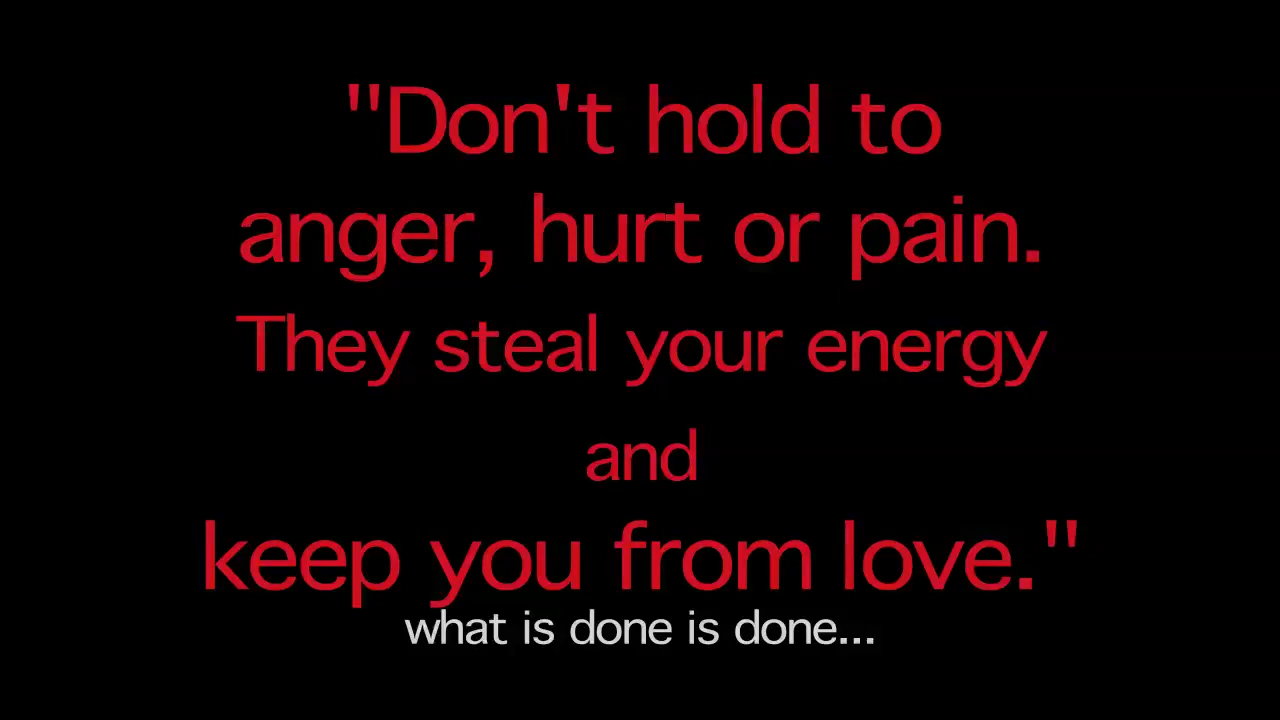 "Don't hold to
anger, hurt or pain.
They steal your energy
and
keep you from love."
what is done is done...